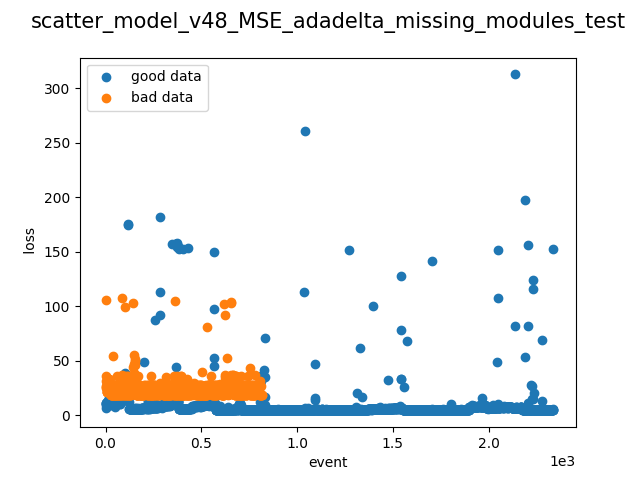 scatter_model_v48_MSE_adadelta_missing_modules_test
good data
bad data
300
250
200
150
100
50
0
loss
0.0
0.5
1.0
1.5
2.0
1e3
event